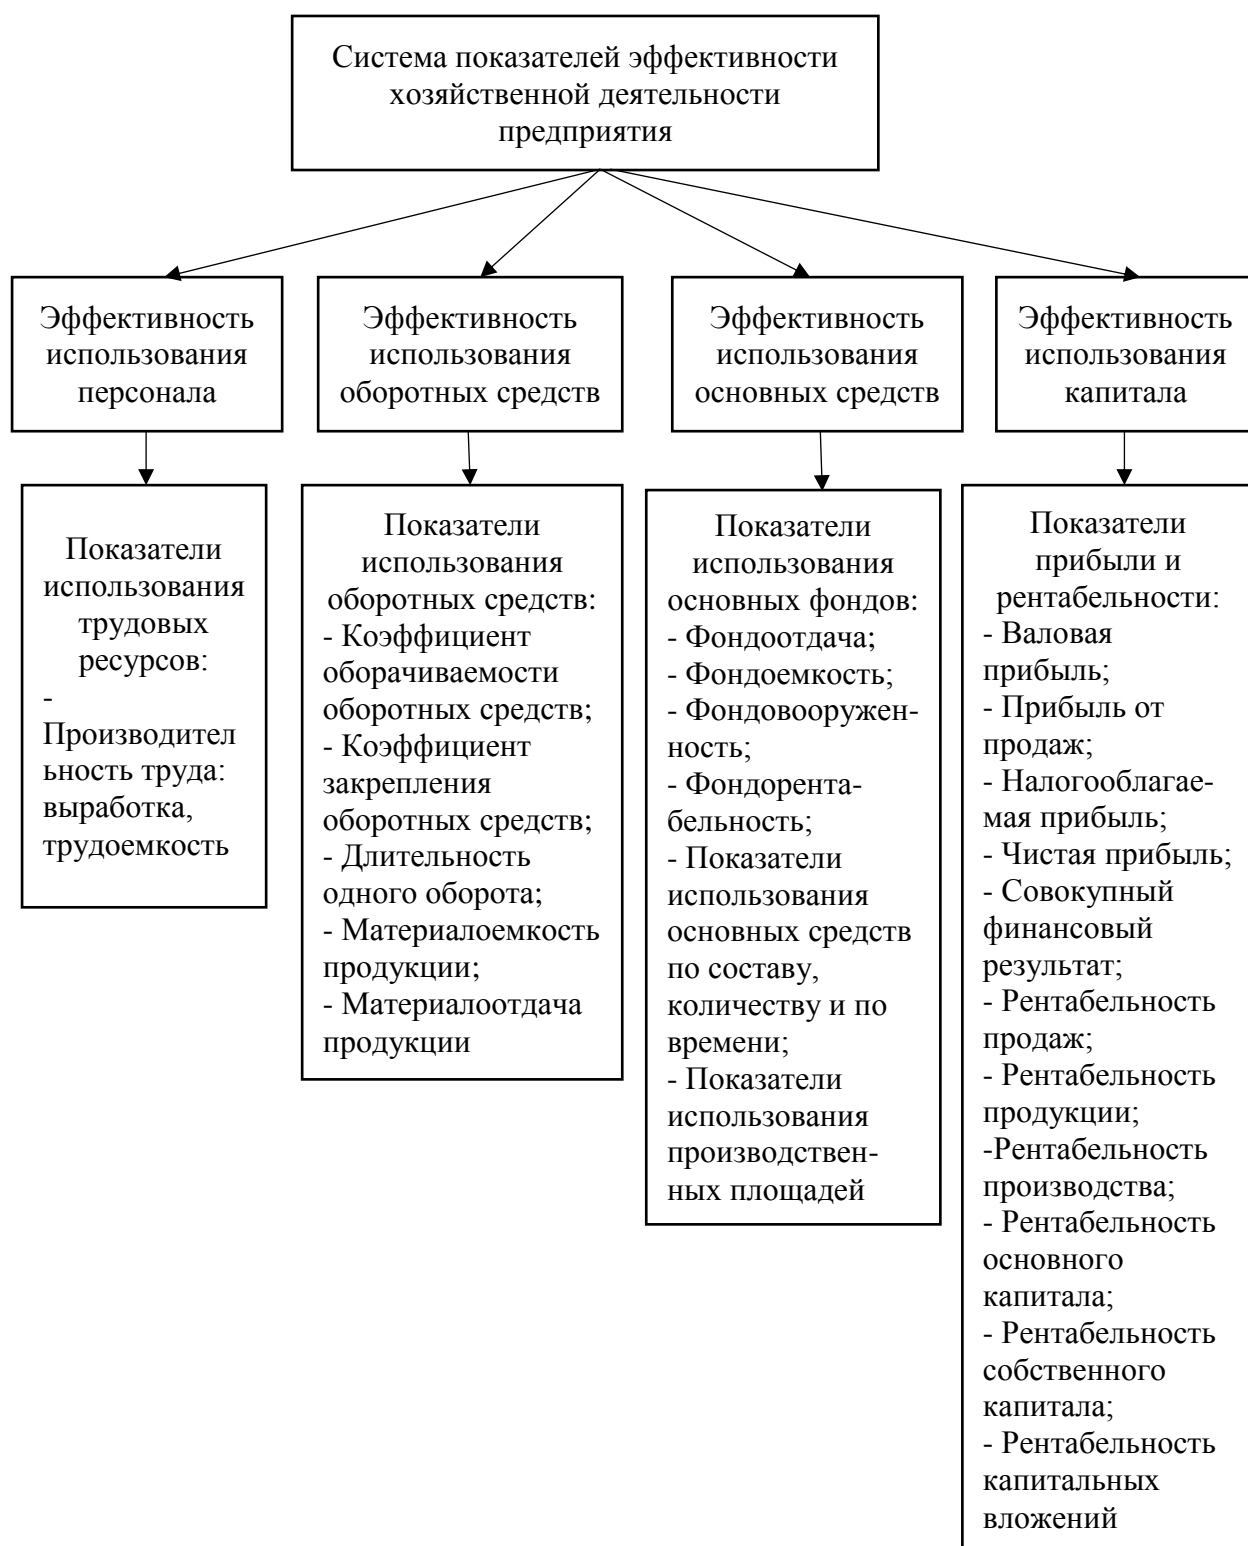 Система показателей эффективности
хозяйственной деятельности
предприятия
Эффективность
использования
персонала
Эффективность
использования
оборотных средств
Эффективность
использования
основных средств
Эффективность
использования
капитала
Показатели
использования
трудовых
ресурсов:
-
Производител
ьность труда:
выработка,
трудоемкость
Показатели
использования
оборотных средств:
- Коэффициент
оборачиваемости
оборотных средств;
- Коэффициент
закрепления
оборотных средств;
- Длительность
одного оборота;
- Материалоемкость
продукции;
- Материалоотдача
продукции
Показатели
использования
основных фондов:
- Фондоотдача;
- Фондоемкость;
- Фондовооружен-
ность;
- Фондорента-
бельность;
- Показатели
использования
основных средств
по составу,
количеству и по
времени;
- Показатели
использования
производствен-
ных площадей
Показатели
прибыли и
рентабельности:
- Валовая
прибыль;
- Прибыль от
продаж;
- Налогооблагае-
мая прибыль;
- Чистая прибыль;
- Совокупный
финансовый
результат;
- Рентабельность
продаж;
- Рентабельность
продукции;
-Рентабельность
производства;
- Рентабельность
основного
капитала;
- Рентабельность
собственного
капитала;
- Рентабельность
капитальных
вложений